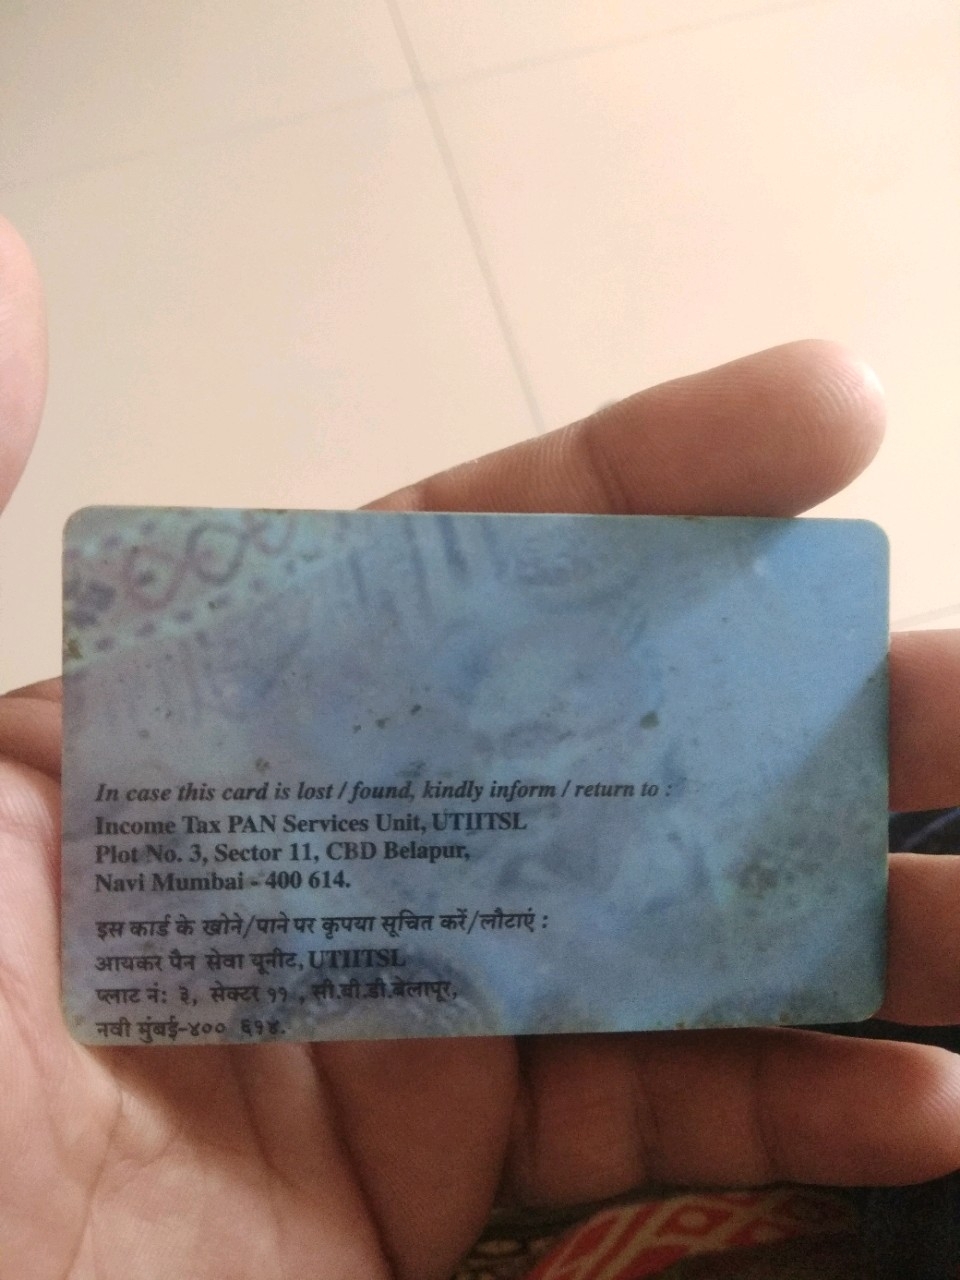 In case this card is lost / found, kindly inform / return to :
Income Tax PAN Services Unit, UTIITSL
Plot No. 3, Sector 11, CBD Belapur,
Navi Mumbai - 400 614.
इस कार्ड के खोने/पाने पर कृपया सूचित करें/लौटाएं :
आयकर पैन सेवा यूनीट, UTIITSL
प्लाट नं: ३, सेक्टर ११ , सी.बी.डी.बेलापूर,
नवी मुंबई-४०० ६१४.